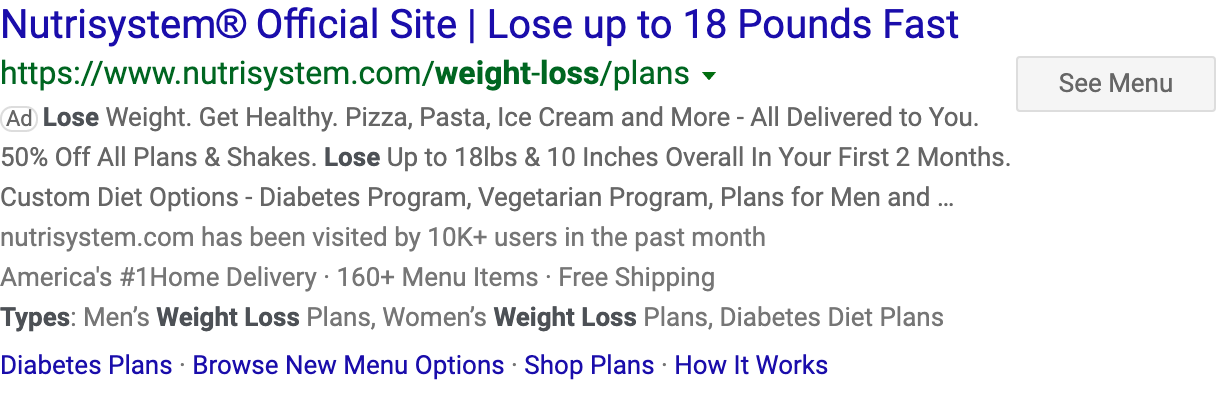 Nutrisystem® Official Site | Lose up to 18 Pounds Fast
https://www.nutrisystem.com/weight-loss/plans
See Menu
Ad Lose Weight. Get Healthy. Pizza, Pasta, Ice Cream and More - All Delivered to You.
50% Off All Plans & Shakes. Lose Up to 18lbs & 10 Inches Overall In Your First 2 Months.
Custom Diet Options - Diabetes Program, Vegetarian Program, Plans for Men and ...
nutrisystem.com has been visited by 10K+ users in the past month
America's #1Home Delivery · 160+ Menu Items · Free Shipping
Types: Men’s Weight Loss Plans, Women’s Weight Loss Plans, Diabetes Diet Plans
Diabetes Plans · Browse New Menu Options · Shop Plans · How It Works